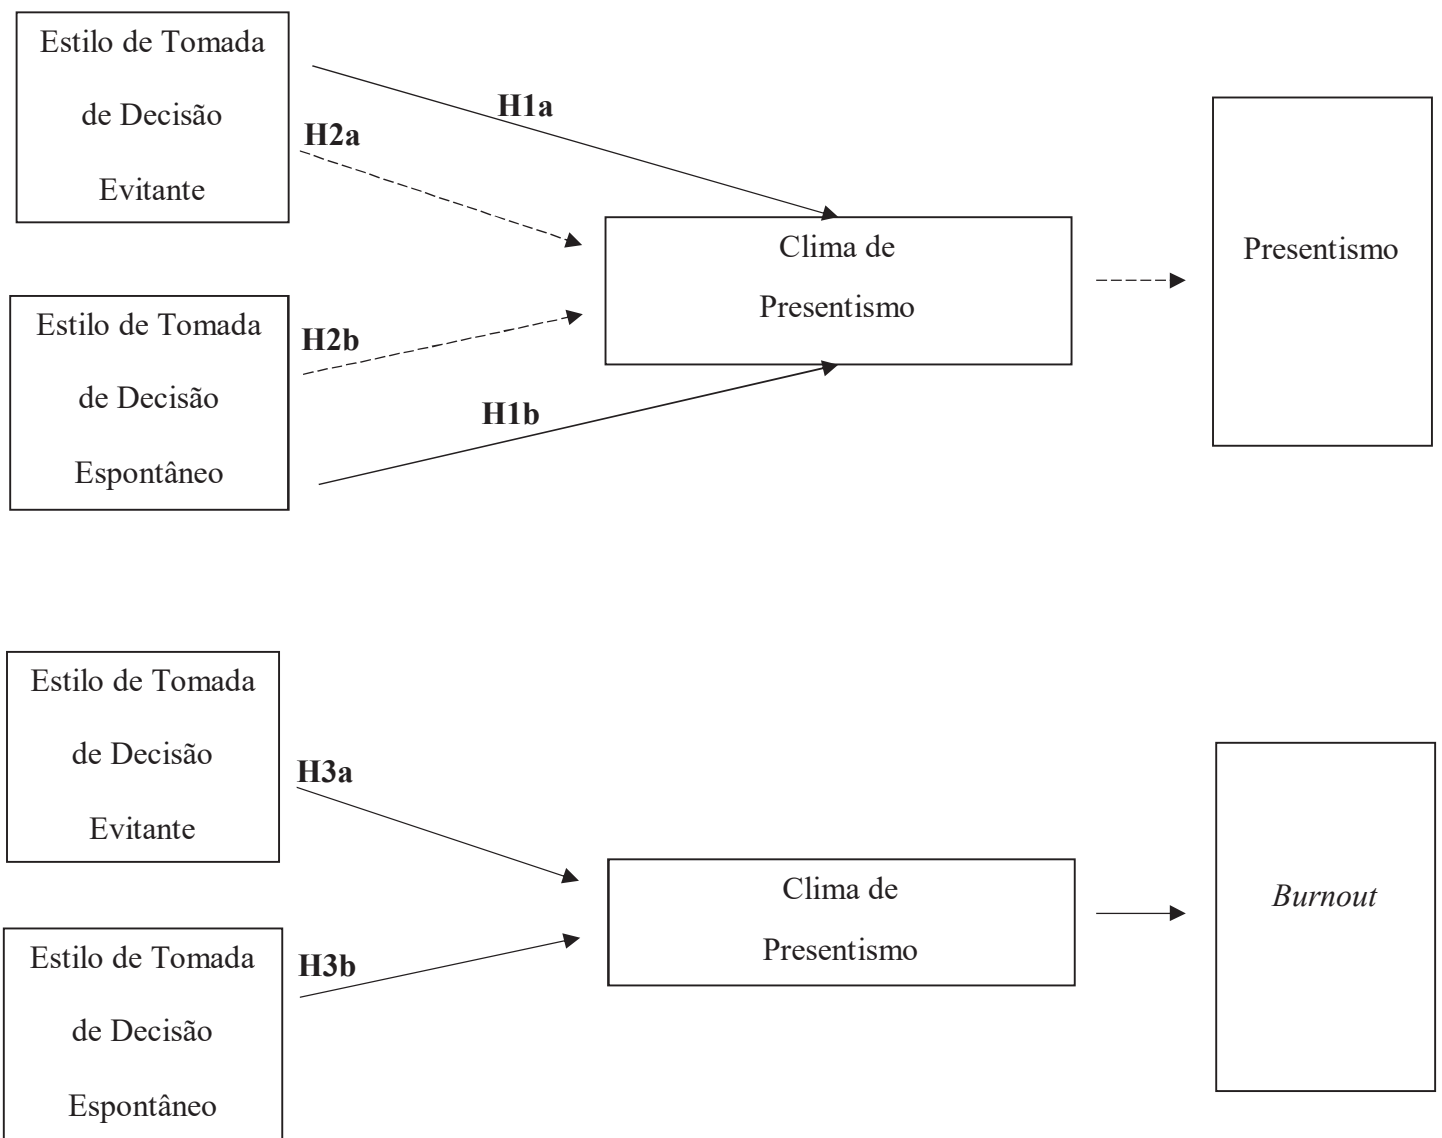 Estilo de Tomada
de Decisão
Evitante
H1a
H2a
Clima de
Presentismo
Presentismo
Estilo de Tomada
de Decisão
Espontâneo
H2b
H1b
Estilo de Tomada
de Decisão
Evitante
H3a
Clima de
Presentismo
Burnout
Estilo de Tomada
de Decisão
Espontâneo
H3b